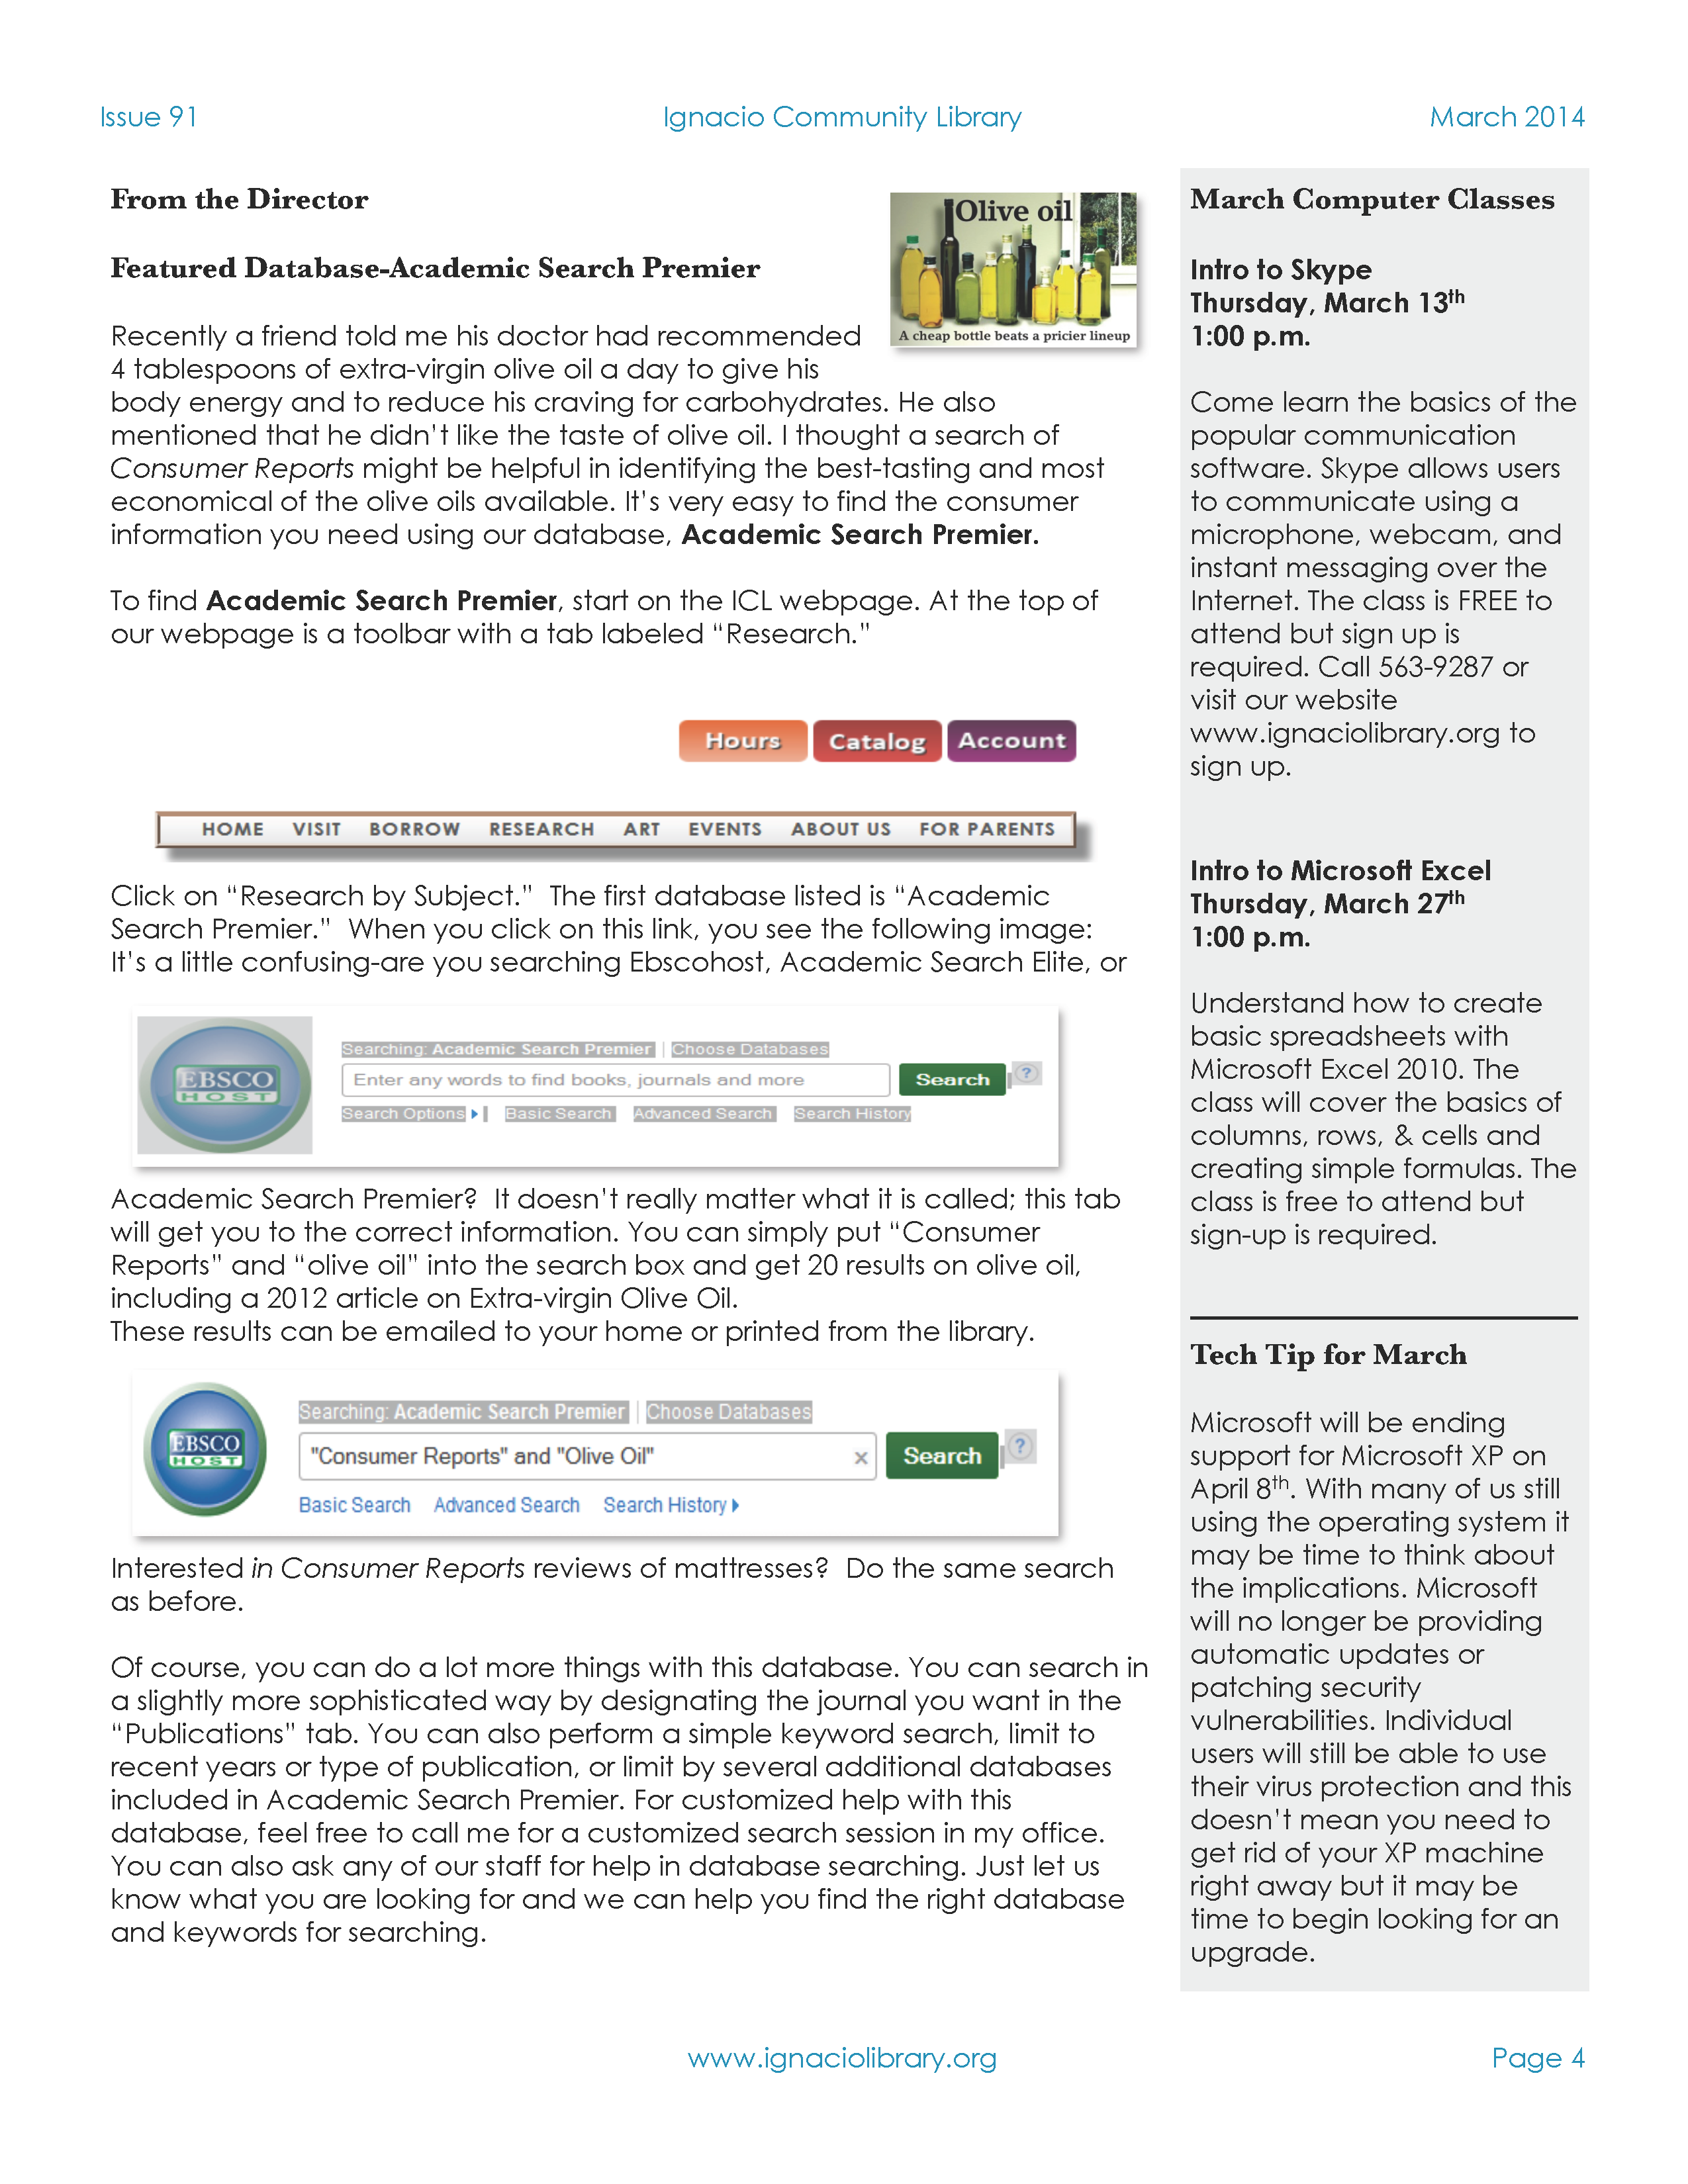 Issue 91
Ignacio Community Library
March 2014
From the Director
Featured Database-Academic Search Premier
Olive oil
A cheap bottle beats a pricier lineup
Recently a friend told me his doctor had recommended
4 tablespoons of extra-virgin olive oil a day to give his
body energy and to reduce his craving for carbohydrates. He also
mentioned that he didn't like the taste of olive oil. I thought a search of
Consumer Reports might be helpful in identifying the best-tasting and most
economical of the olive oils available. It's very easy to find the consumer
information you need using our database, Academic Search Premier.
To find Academic Search Premier, start on the ICL webpage. At the top of
our webpage is a toolbar with a tab labeled "Research."
Hours Catalog Account
HOME VISIT BORROW RESEARCH ART EVENTS ABOUT US FOR PARENTS
Click on "Research by Subject."  The first database listed is "Academic
Search Premier."  When you click on this link, you see the following image:
It's a little confusing-are you searching Ebscohost, Academic Search Elite, or
EBSCO
HOST
Searching: Academic Search Premier | Choose Databases
Enter any words to find books, journals and more
Search
?
Search Options Basic Search Advanced Search Search History
Academic Search Premier?  It doesn't really matter what it is called; this tab
will get you to the correct information. You can simply put "Consumer
Reports" and "olive oil" into the search box and get 20 results on olive oil,
including a 2012 article on Extra-virgin Olive Oil.
These results can be emailed to your home or printed from the library.
EBSCO
HOST
Searching: Academic Search Premier | Choose Databases
"Consumer Reports" and "Olive Oil" ×
Search
?
Basic Search Advanced Search Search History
Interested in Consumer Reports reviews of mattresses?  Do the same search
as before.
Of course, you can do a lot more things with this database. You can search in
a slightly more sophisticated way by designating the journal you want in the
"Publications" tab. You can also perform a simple keyword search, limit to
recent years or type of publication, or limit by several additional databases
included in Academic Search Premier. For customized help with this
database, feel free to call me for a customized search session in my office.
You can also ask any of our staff for help in database searching. Just let us
know what you are looking for and we can help you find the right database
and keywords for searching.
March Computer Classes
Intro to Skype
Thursday, March 13th
1:00 p.m.
Come learn the basics of the
popular communication
software. Skype allows users
to communicate using a
microphone, webcam, and
instant messaging over the
Internet. The class is FREE to
attend but sign up is
required. Call 563-9287 or
visit our website
www.ignaciolibrary.org to
sign up.
Intro to Microsoft Excel
Thursday, March 27th
1:00 p.m.
Understand how to create
basic spreadsheets with
Microsoft Excel 2010. The
class will cover the basics of
columns, rows, & cells and
creating simple formulas. The
class is free to attend but
sign-up is required.
Tech Tip for March
Microsoft will be ending
support for Microsoft XP on
April 8th. With many of us still
using the operating system it
may be time to think about
the implications. Microsoft
will no longer be providing
automatic updates or
patching security
vulnerabilities. Individual
users will still be able to use
their virus protection and this
doesn't mean you need to
get rid of your XP machine
right away but it may be
time to begin looking for an
upgrade.
www.ignaciolibrary.org
Page 4